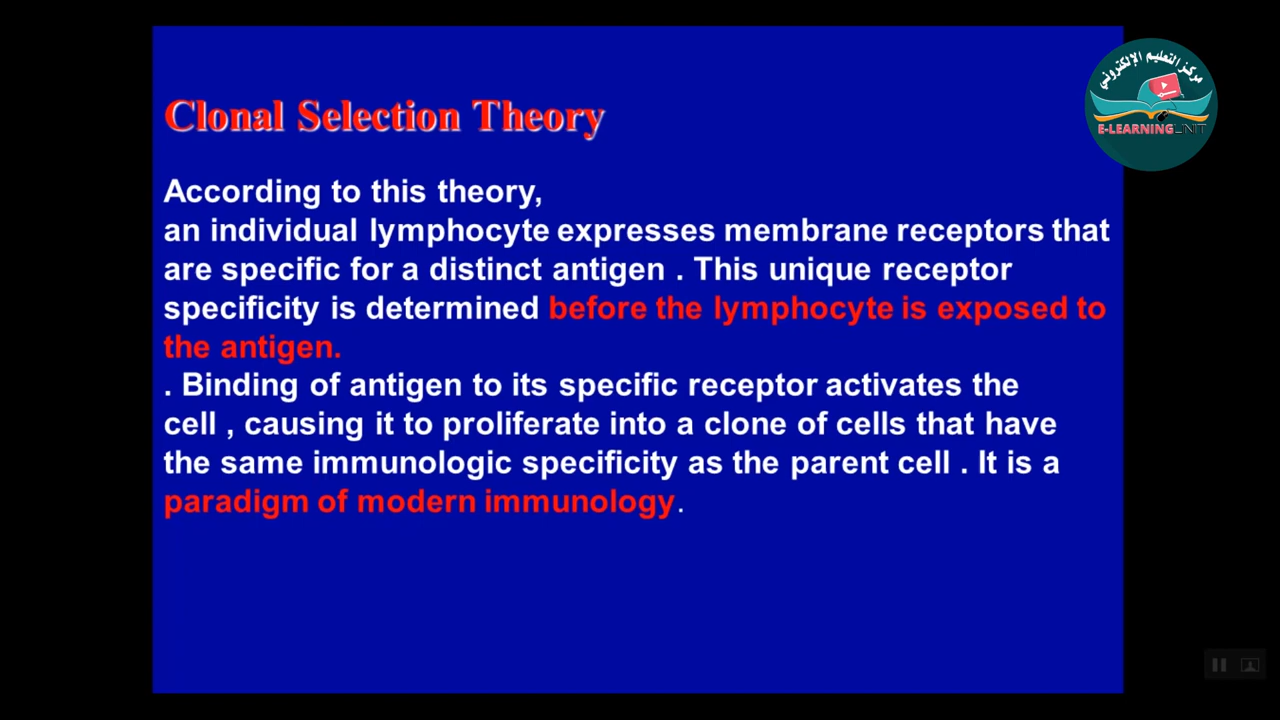 مركز التعليم الإلكتروني
E-LEARNING UNIT
Clonal Selection Theory
According to this theory,
an individual lymphocyte expresses membrane receptors that
are specific for a distinct antigen . This unique receptor
specificity is determined before the lymphocyte is exposed to
the antigen.
. Binding of antigen to its specific receptor activates the
cell , causing it to proliferate into a clone of cells that have
the same immunologic specificity as the parent cell . It is a
paradigm of modern immunology.